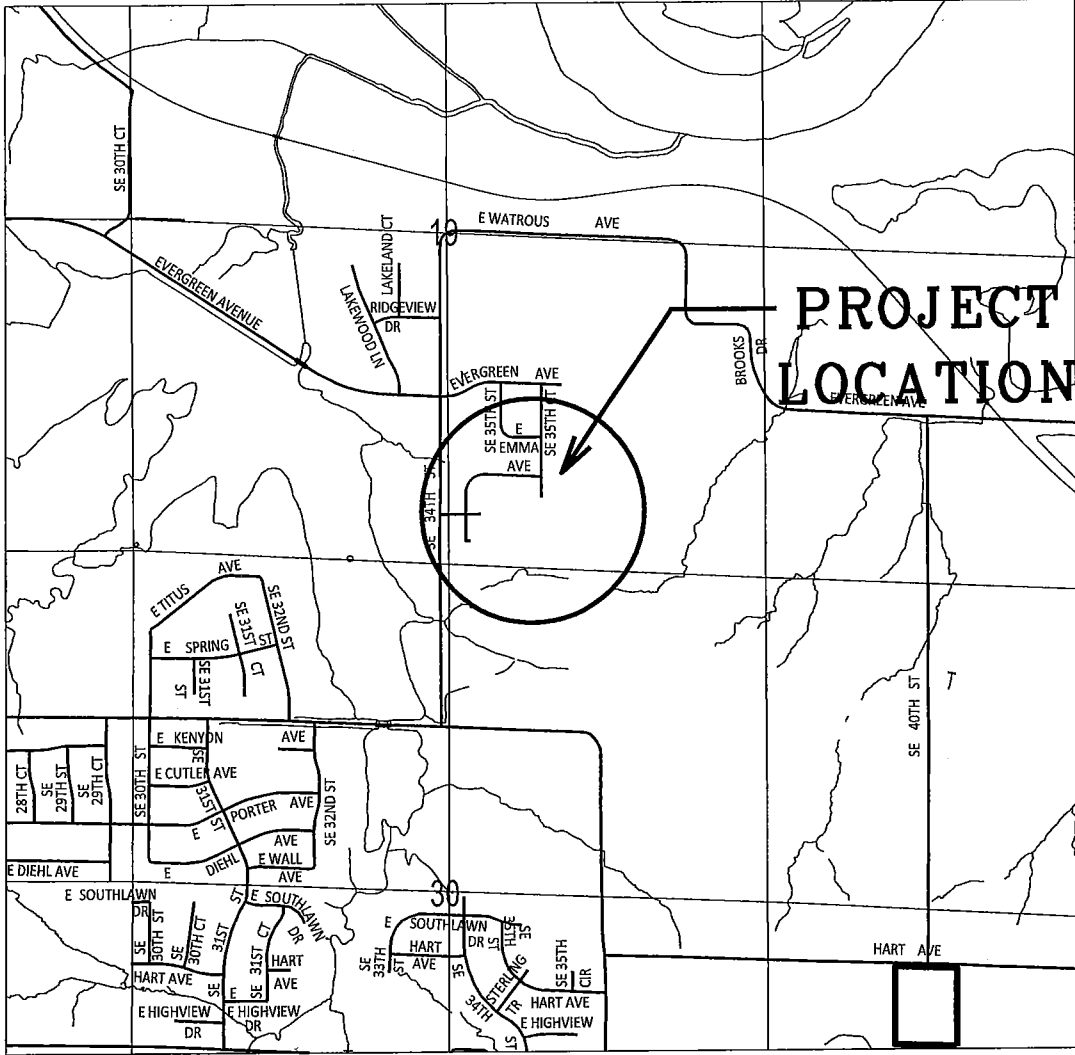 SE 30TH CT
E WATROUS AVE
10
LAKELAND CT
EVERGREEN AVENUE
LAKEWOOD LN
RIDGEVIEW
DR
PROJECT
LOCATION
BROOKS
DR
EVERGREEN AVE
EVERGREEN AVE
SE 35TH ST
SE 35TH CT
E
EMMA
AVE
SE 34TH ST
E TITUS AVE
SE 32ND ST
SE 31ST
CT
E SPRING ST
SE 31ST
ST
SE 40TH ST
T
E KENYON AVE
SE
31ST ST
E CUTLER AVE
28TH CT
SE
29TH ST
SE
29TH CT
SE 30TH ST
E PORTER AVE
SE 32ND ST
E DIEHL AVE
E DIEHL AVE
E WALL
AVE
30
E SOUTHLAWN
DR
SE
30TH ST
SE
30TH CT
SE 31ST ST
E SOUTHLAWN
DR
SE 31ST CT
HART
AVE
HART AVE
E HIGHVIEW
DR
E HIGHVIEW
DR
E SOUTHLAWN
DR
SE
33TH
ST
HART
AVE
SE
35TH
ST
SE
34TH
ST
STERLING
TR
SE 35TH
CIR
HART AVE
E HIGHVIEW
HART AVE